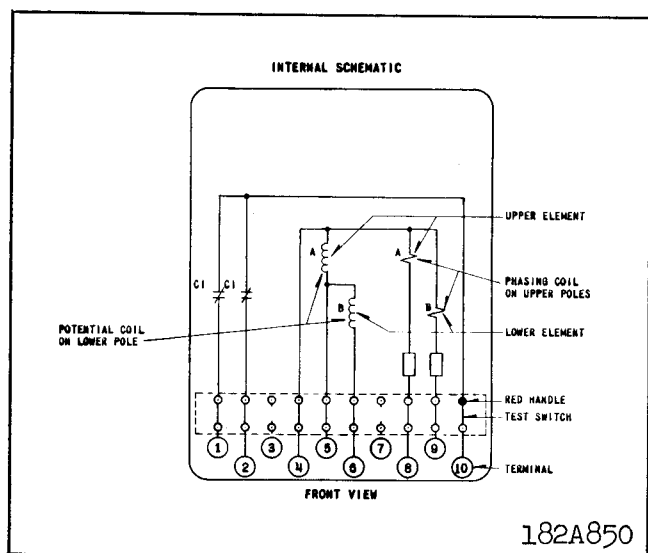 INTERNAL SCHEMATIC
UPPER ELEMENT
A
A
PHASING COIL
ON UPPER POLES
C1 C1
B
B
POTENTIAL COIL
ON LOWER POLE
LOWER ELEMENT
RED HANDLE
TEST SWITCH
1 2 3 4 5 6 7 8 9 10
TERMINAL
FRONT VIEW
182A850